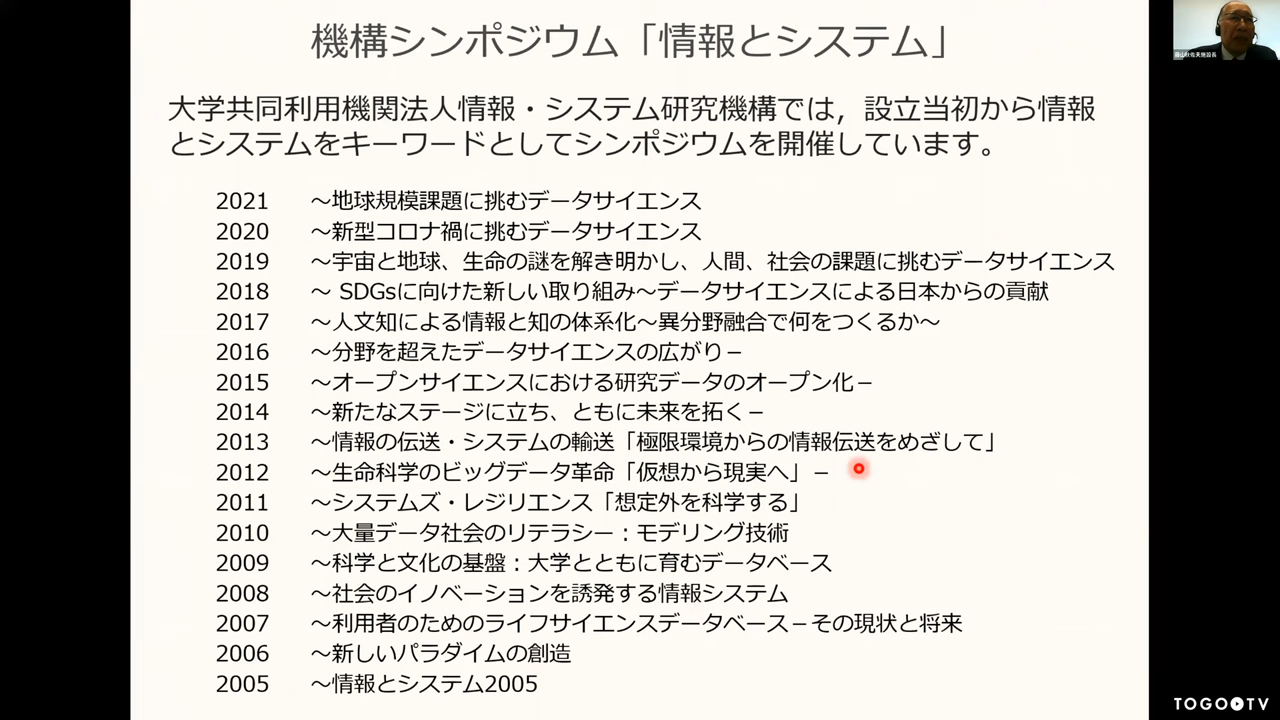 機構シンポジウム「情報とシステム」
大学共同利用機関法人情報・システム研究機構では，設立当初から情報
とシステムをキーワードとしてシンポジウムを開催しています。
2021 ～地球規模課題に挑むデータサイエンス
2020 ～新型コロナ禍に挑むデータサイエンス
2019 ～宇宙と地球、生命の謎を解き明かし、人間、社会の課題に挑むデータサイエンス
2018 ～ SDGsに向けた新しい取り組み～データサイエンスによる日本からの貢献
2017 ～人文知による情報と知の体系化～異分野融合で何をつくるか～
2016 ～分野を超えたデータサイエンスの広がり－
2015 ～オープンサイエンスにおける研究データのオープン化－
2014 ～新たなステージに立ち、ともに未来を拓く－
2013 ～情報の伝送・システムの輸送「極限環境からの情報伝送をめざして」
2012 ～生命科学のビッグデータ革命「仮想から現実へ」－
2011 ～システムズ・レジリエンス「想定外を科学する」
2010 ～大量データ社会のリテラシー：モデリング技術
2009 ～科学と文化の基盤：大学とともに育むデータベース
2008 ～社会のイノベーションを誘発する情報システム
2007 ～利用者のためのライフサイエンスデータベース－その現状と将来
2006 ～新しいパラダイムの創造
2005 ～情報とシステム2005
TOGOTV